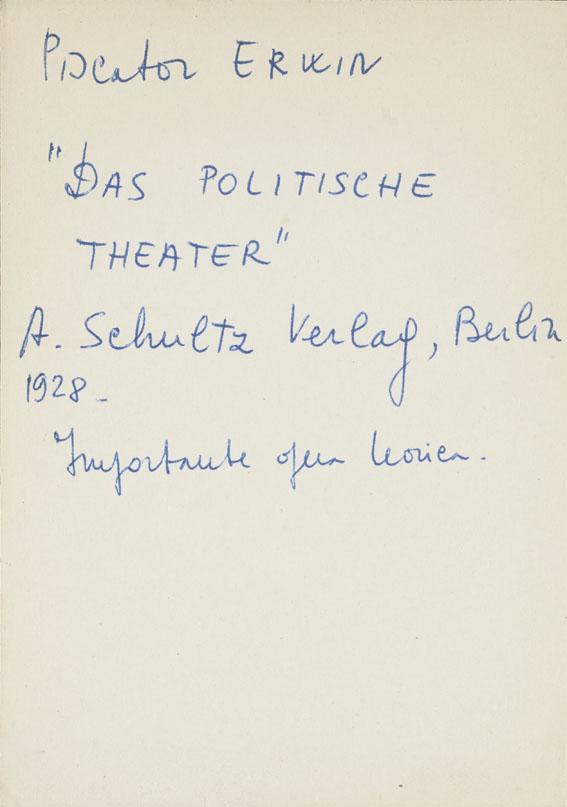 Piscator ERWIN
"DAS POLITISCHE
THEATER"
A. Schultz Verlag, Berlin
1928-
Importante opera teorica.